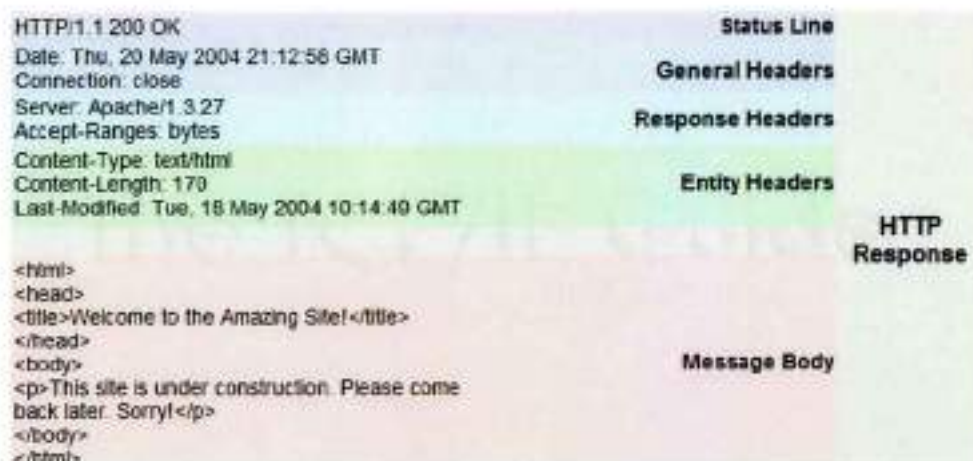 HTTP/1.1 200 OK
Status Line
Date: Thu, 20 May 2004 21:12:58 GMT
Connection: close
General Headers
Server: Apache/1.3.27
Accept-Ranges: bytes
Response Headers
Content-Type: text/html
Content-Length: 170
Last-Modified: Tue, 18 May 2004 10:14:49 GMT
Entity Headers
<html>
<head>
<title>Welcome to the Amazing Site!</title>
</head>
<body>
<p>This site is under construction. Please come
back later. Sorry!</p>
</body>
</html>
Message Body
HTTP
Response